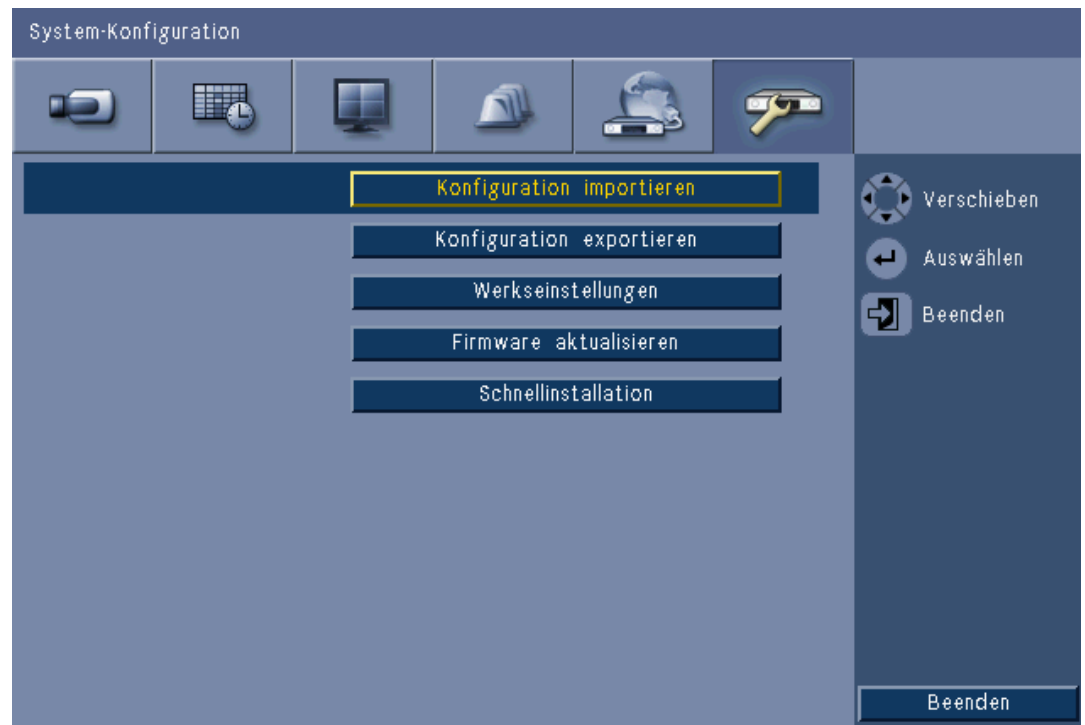 System-Konfiguration
Konfiguration importieren
Konfiguration exportieren
Werkseinstellungen
Firmware aktualisieren
Schnellinstallation
Verschieben
Auswählen
Beenden
Beenden